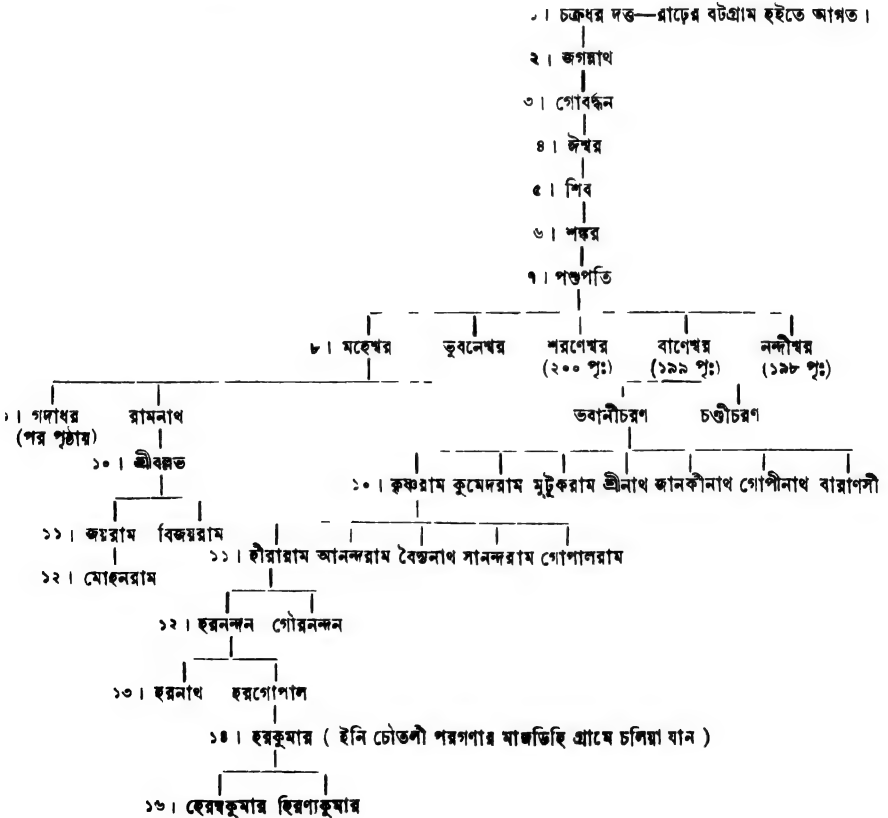 ১। চক্রধর দত্ত—রাঢ়ের বটগ্রাম হইতে আগত।
২। জগন্নাথ
৩। গোবর্দ্ধন
৪। ঈশ্বর
৫। শিব
৬। শঙ্কর
৭। পশুপতি
৮। মহেশ্বর ভুবনেশ্বর শরণেশ্বর বাণেশ্বর নন্দীশ্বর
(২০০ পৃঃ) (১৯৯ পৃঃ) (১৯৮ পৃঃ)
। গদাধর রামনাথ ভবানীচরণ চণ্ডীচরণ
(পর পৃষ্ঠায়)
১০। শ্রীবল্লভ
১০। কৃষ্ণরাম কুমেদরাম মুটুকরাম শ্রীনাথ জানকীনাথ গোপীনাথ বারাণসী
১১। জয়রাম বিজয়রাম
১১। হীরারাম আনন্দরাম বৈদ্যনাথ সানন্দরাম গোপালরাম
১২। মোহনরাম
১২। হরনন্দন গৌরনন্দন
১৩। হরনাথ হরগোপাল
১৪। হরকুমার ( ইনি চৌতলী পরগণার মাজডিহি গ্রামে চলিয়া যান )
১৬। হেরম্বকুমার হিরণ্যকুমার